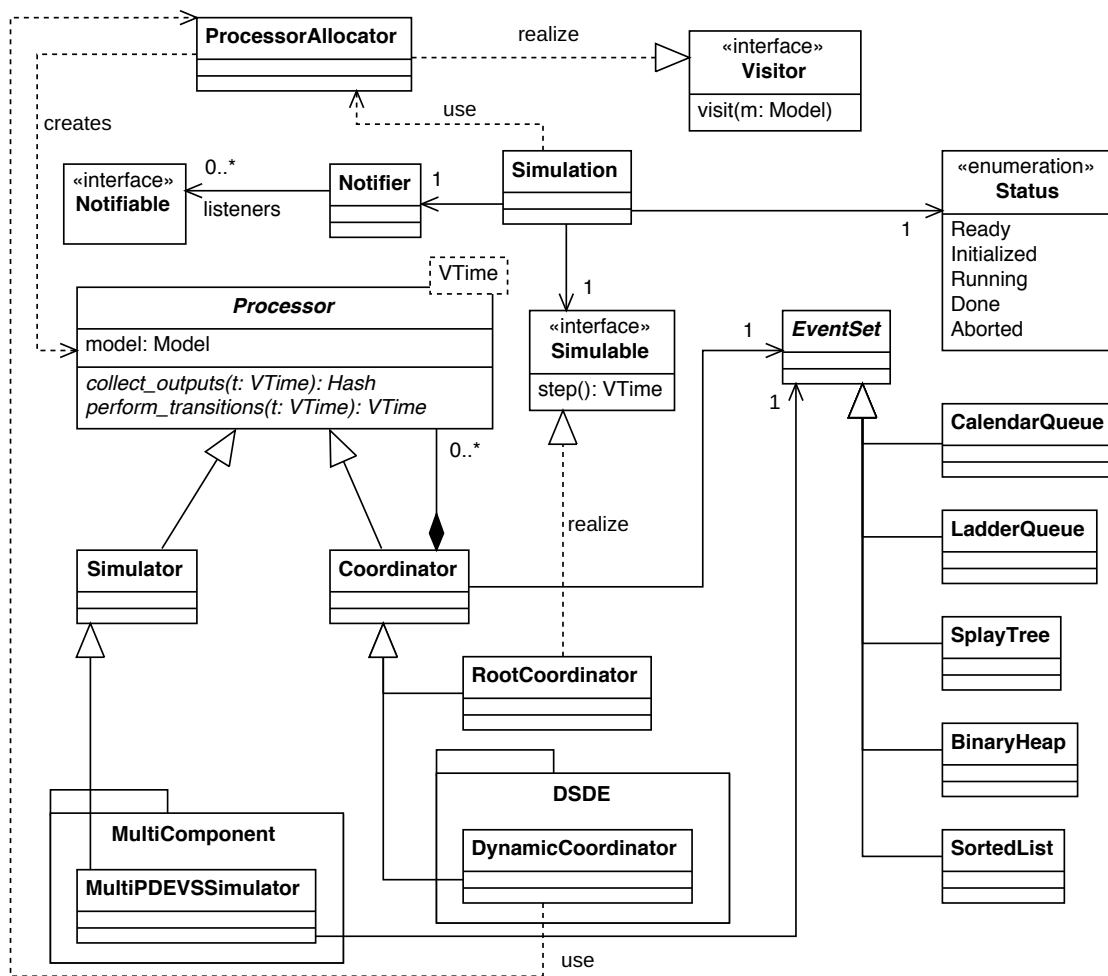 ProcessorAllocator
realize
«interface»
Visitor
visit(m: Model)
use
creates
«interface»
Notifiable
0..*
listeners
Notifier
1
Simulation
1
«enumeration»
Status
Ready
Initialized
Running
Done
Aborted
VTime
Processor
model: Model
collect_outputs(t: VTime): Hash
perform_transitions(t: VTime): VTime
1
«interface»
Simulable
step(): VTime
1
EventSet
1
0..*
CalendarQueue
realize
LadderQueue
Simulator
Coordinator
SplayTree
RootCoordinator
BinaryHeap
DSDE
MultiComponent
DynamicCoordinator
SortedList
MultiPDEVSSimulator
use